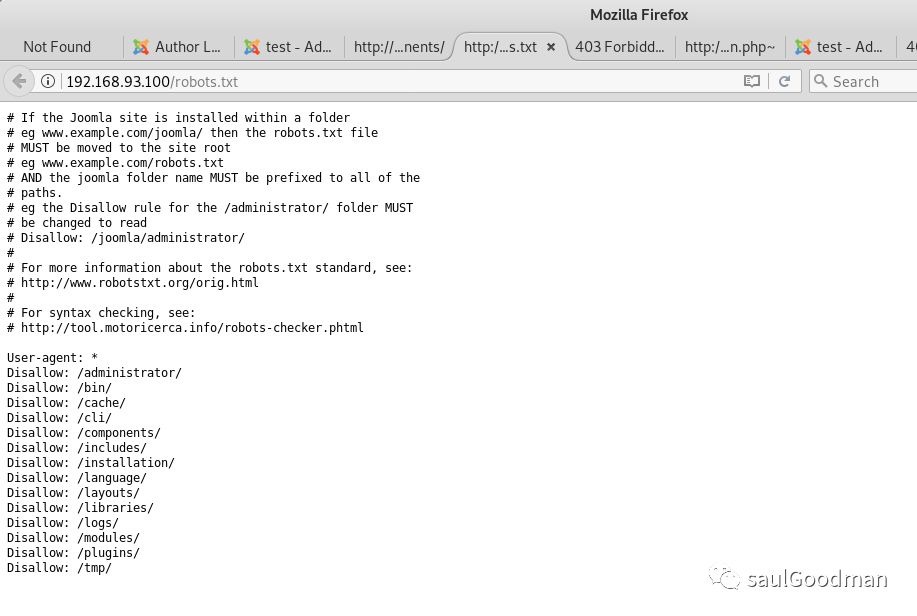 Mozilla Firefox
Not Found
Author L...
test - Ad...
http://...nents/
http:/...s.txt ×
403 Forbidd...
http:/...n.php~
test - Ad...
192.168.93.100/robots.txt
Search
# If the Joomla site is installed within a folder
# eg www.example.com/joomla/ then the robots.txt file
# MUST be moved to the site root
# eg www.example.com/robots.txt
# AND the joomla folder name MUST be prefixed to all of the
# paths.
# eg the Disallow rule for the /administrator/ folder MUST
# be changed to read
# Disallow: /joomla/administrator/
#
# For more information about the robots.txt standard, see:
# http://www.robotstxt.org/orig.html
#
# For syntax checking, see:
# http://tool.motoricerca.info/robots-checker.phtml
User-agent: *
Disallow: /administrator/
Disallow: /bin/
Disallow: /cache/
Disallow: /cli/
Disallow: /components/
Disallow: /includes/
Disallow: /installation/
Disallow: /language/
Disallow: /layouts/
Disallow: /libraries/
Disallow: /logs/
Disallow: /modules/
Disallow: /plugins/
Disallow: /tmp/
saulGoodman